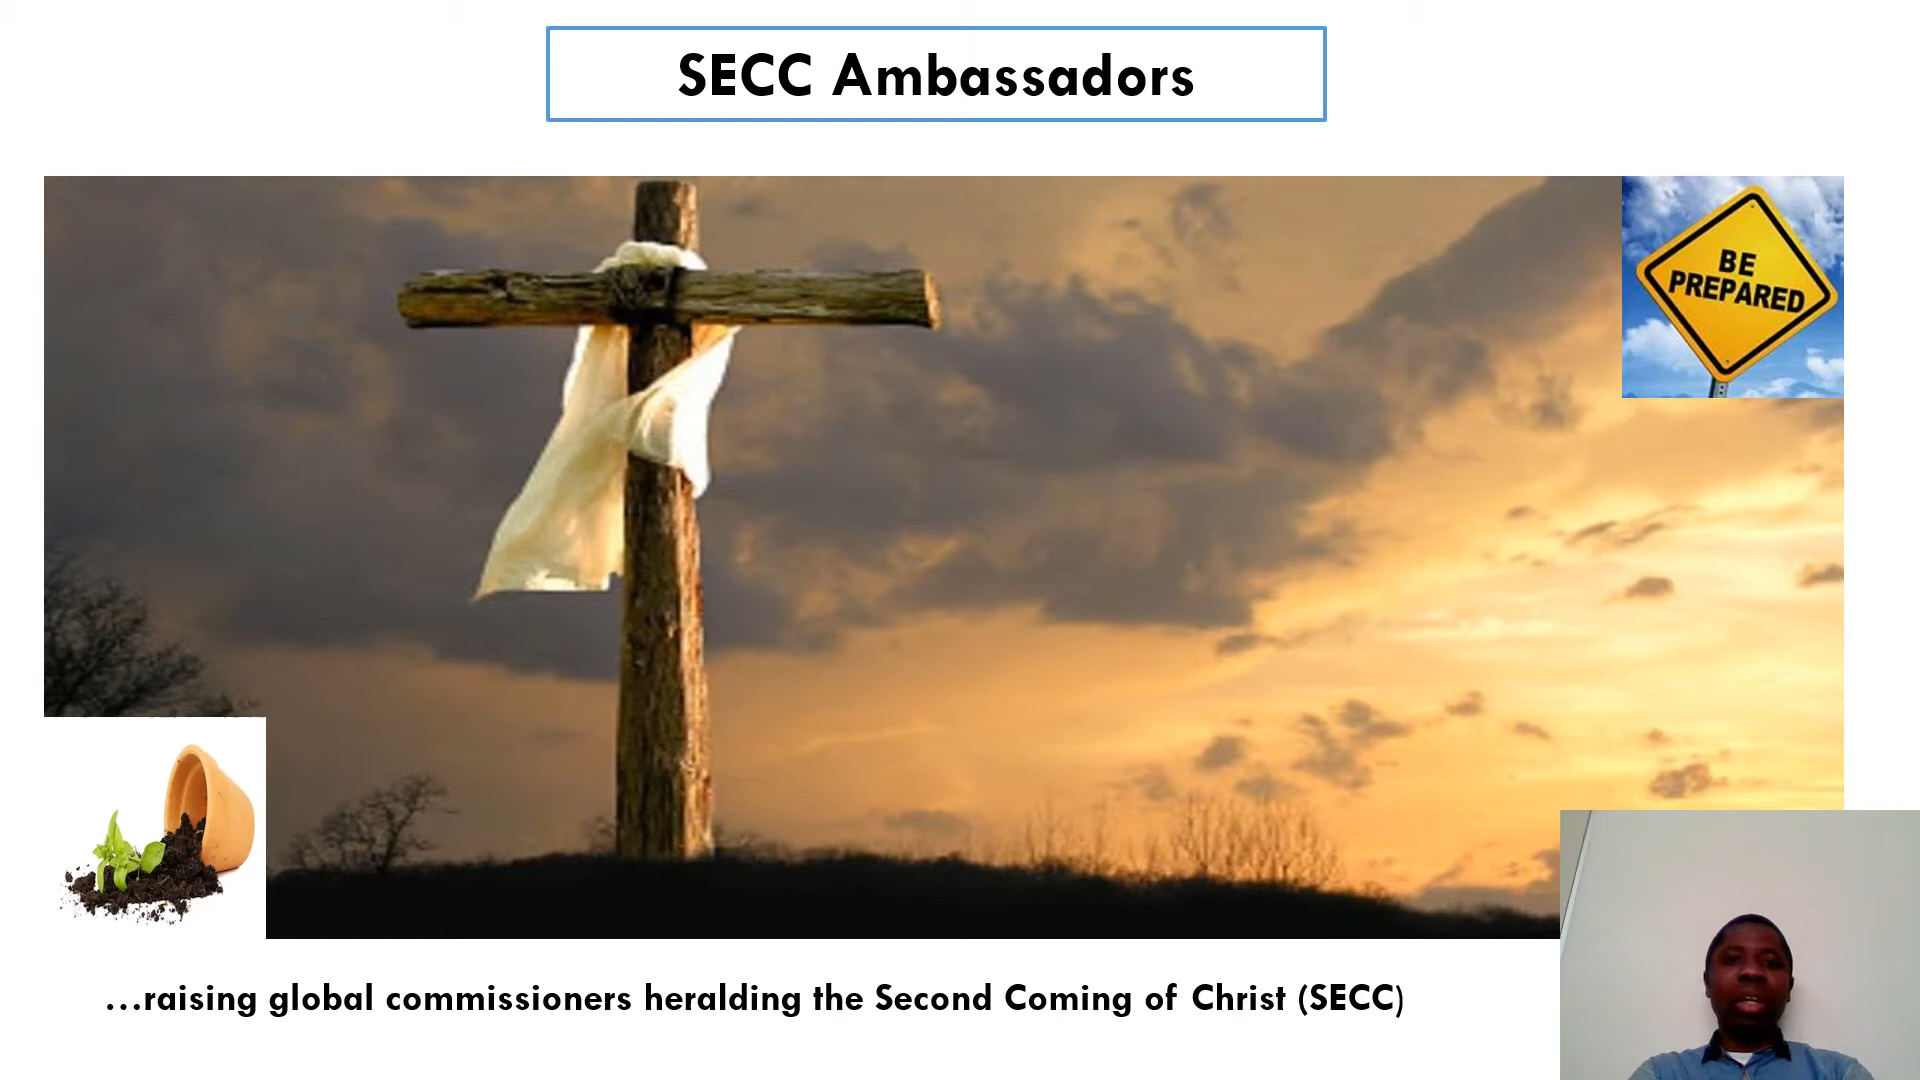 SECC Ambassadors
BE
PREPARED
...raising global commissioners heralding the Second Coming of Christ (SECC)